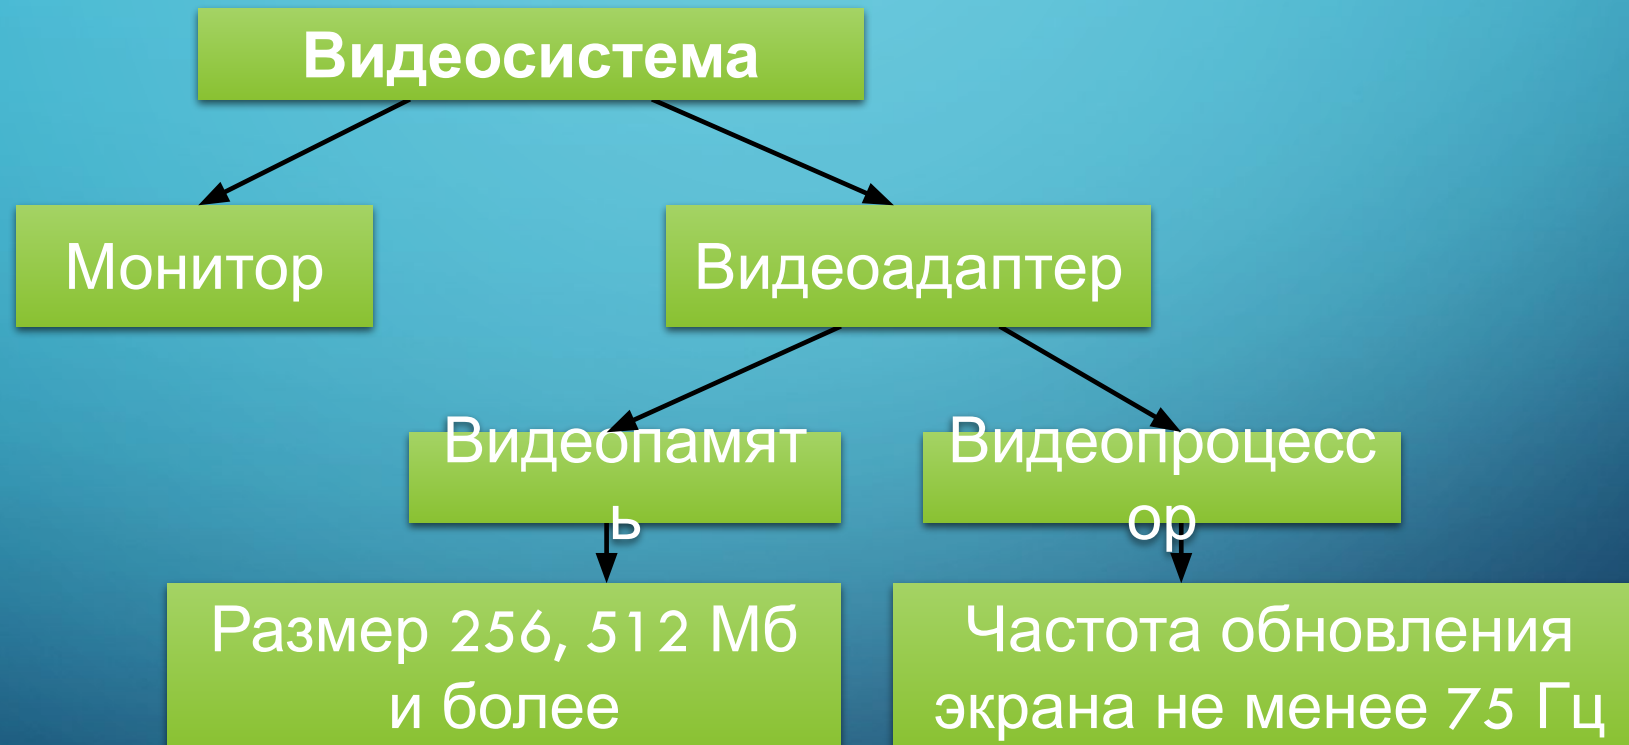 Видеосистема
Монитор
Видеоадаптер
Видеопамят
ь
Видеопроцесс
ор
Размер 256, 512 Мб
и более
Частота обновления
экрана не менее 75 Гц